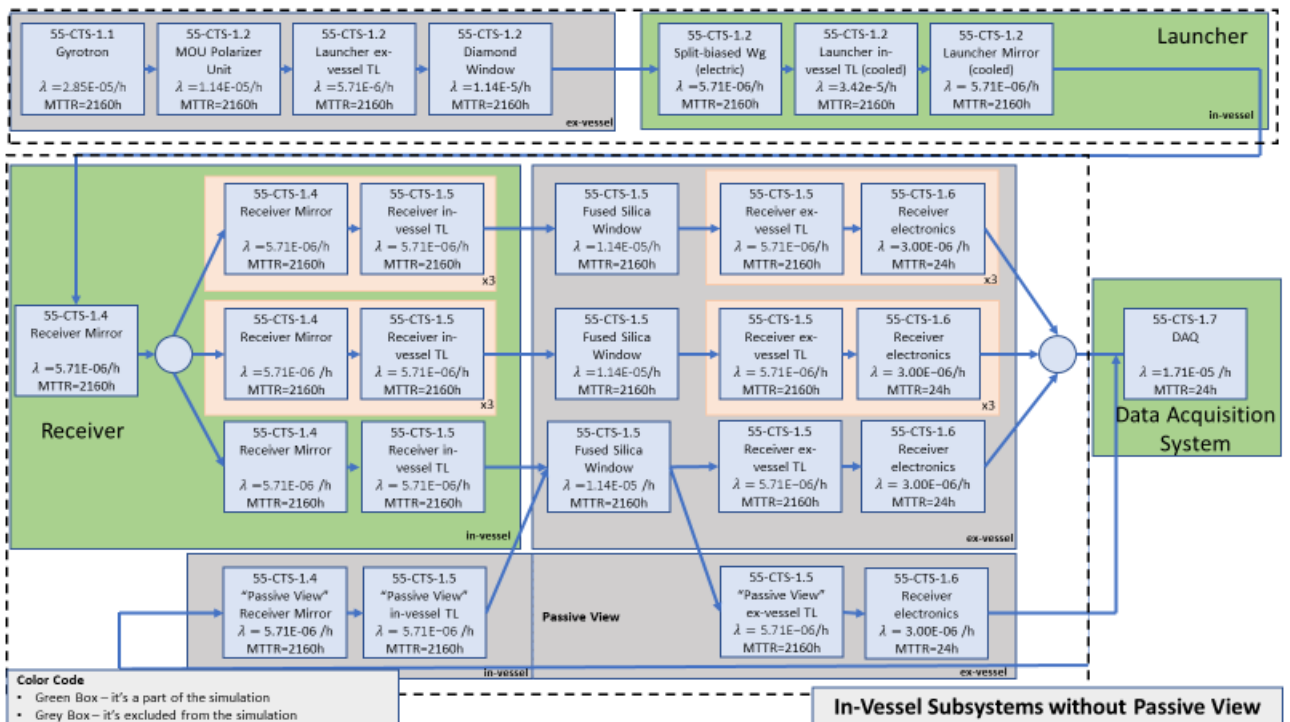 55-CTS-1.1
Gyrotron
λ =2.85E-05/h
MTTR=2160h
55-CTS-1.2
MOU Polarizer
Unit
λ =1.14E-05/h
MTTR=2160h
55-CTS-1.2
Launcher ex-
vessel TL
λ =5.71E-6/h
MTTR=2160h
55-CTS-1.2
Diamond
Window
λ =1.14E-5/h
MTTR=2160h
ex-vessel
55-CTS-1.2
Split-biased Wg
(electric)
λ =5.71E-06/h
MTTR=2160h
55-CTS-1.2
Launcher in-
vessel TL (cooled)
λ =3.42e-5/h
MTTR=2160h
55-CTS-1.2
Launcher Mirror
(cooled)
λ = 5.71E-06/h
MTTR=2160h
Launcher
in-vessel
55-CTS-1.4
Receiver Mirror
λ =5.71E-06/h
MTTR=2160h
55-CTS-1.5
Receiver in-
vessel TL
λ = 5.71E-06/h
MTTR=2160h
x3
55-CTS-1.5
Fused Silica
Window
λ =1.14E-05/h
MTTR=2160h
55-CTS-1.5
Receiver ex-
vessel TL
λ = 5.71E-06/h
MTTR=2160h
55-CTS-1.6
Receiver
electronics
λ =3.00E-06 /h
MTTR=24h
x3
55-CTS-1.4
Receiver Mirror
λ =5.71E-06/h
MTTR=2160h
55-CTS-1.4
Receiver Mirror
λ =5.71E-06 /h
MTTR=2160h
55-CTS-1.5
Receiver in-
vessel TL
λ = 5.71E-06/h
MTTR=2160h
x3
55-CTS-1.5
Fused Silica
Window
λ =1.14E-05/h
MTTR=2160h
55-CTS-1.5
Receiver ex-
vessel TL
λ = 5.71E-06/h
MTTR=2160h
55-CTS-1.6
Receiver
electronics
λ = 3.00E-06/h
MTTR=24h
x3
55-CTS-1.7
DAQ
λ =1.71E-05 /h
MTTR=24h
Data Acquisition
System
Receiver
55-CTS-1.4
Receiver Mirror
λ =5.71E-06 /h
MTTR=2160h
55-CTS-1.5
Receiver in-
vessel TL
λ = 5.71E-06/h
MTTR=2160h
55-CTS-1.5
Fused Silica
Window
λ =1.14E-05 /h
MTTR=2160h
55-CTS-1.5
Receiver ex-
vessel TL
λ = 5.71E-06/h
MTTR=2160h
55-CTS-1.6
Receiver
electronics
λ = 3.00E-06/h
MTTR=24h
in-vessel
ex-vessel
55-CTS-1.4
"Passive View"
Receiver Mirror
λ = 5.71E-06 /h
MTTR=2160h
55-CTS-1.5
"Passive View"
in-vessel TL
λ = 5.71E-06 /h
MTTR=2160h
Passive View
55-CTS-1.5
"Passive View"
ex-vessel TL
λ = 5.71E-06/h
MTTR=2160h
55-CTS-1.6
Receiver
electronics
λ = 3.00E-06 /h
MTTR=24h
in-vessel
ex-vessel
Color Code
• Green Box – it's a part of the simulation
• Grey Box – it's excluded from the simulation
In-Vessel Subsystems without Passive View